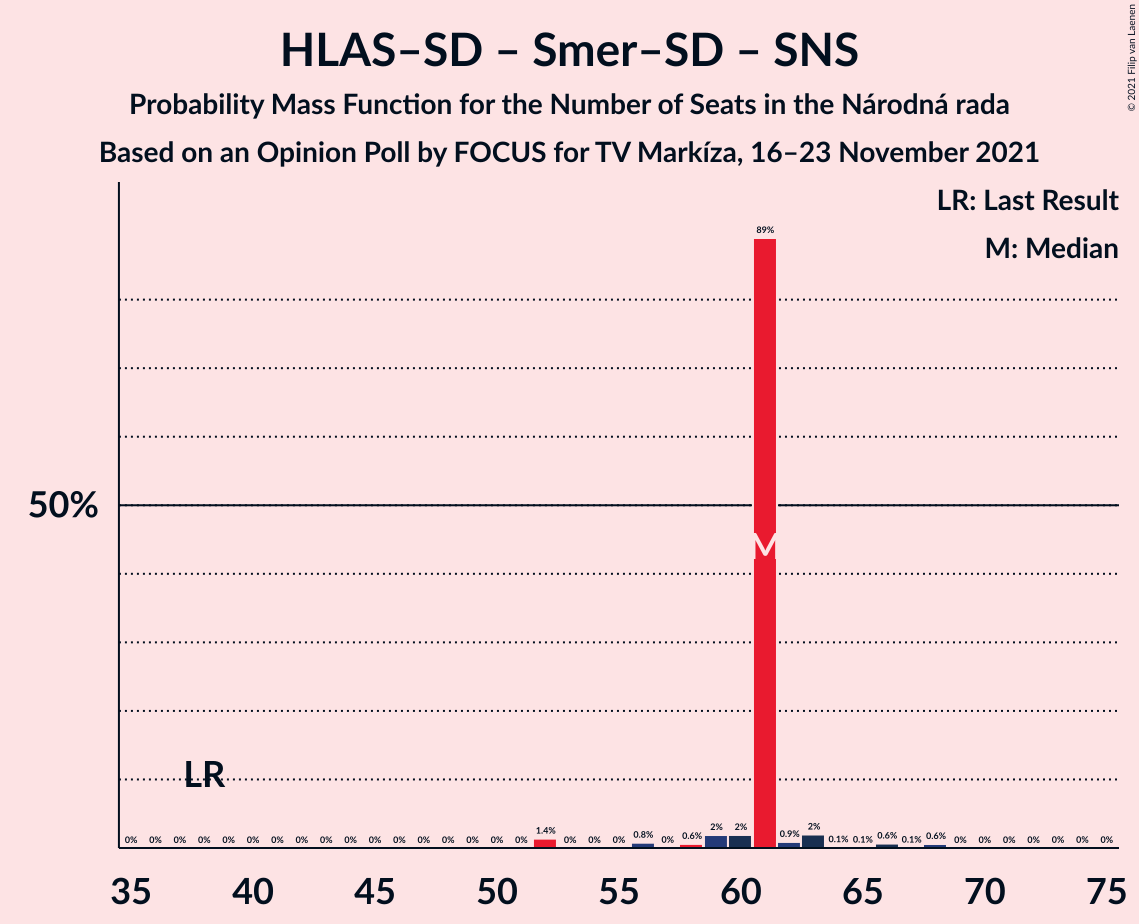 HLAS–SD – Smer–SD – SNS
Probability Mass Function for the Number of Seats in the Národná rada
Based on an Opinion Poll by FOCUS for TV Markíza, 16–23 November 2021
© 2021 Filip van Laenen
LR: Last Result
M: Median
89%
50%
M
LR
0% 0% 0% 0% 0% 0% 0% 0% 0% 0% 0% 0% 0% 0% 0% 0% 0% 1.4% 0% 0% 0% 0.8% 0% 0.6% 2% 2% 0.9% 2% 0.1% 0.1% 0.6% 0.1% 0.6% 0% 0% 0% 0% 0% 0% 0%
35 40 45 50 55 60 65 70 75